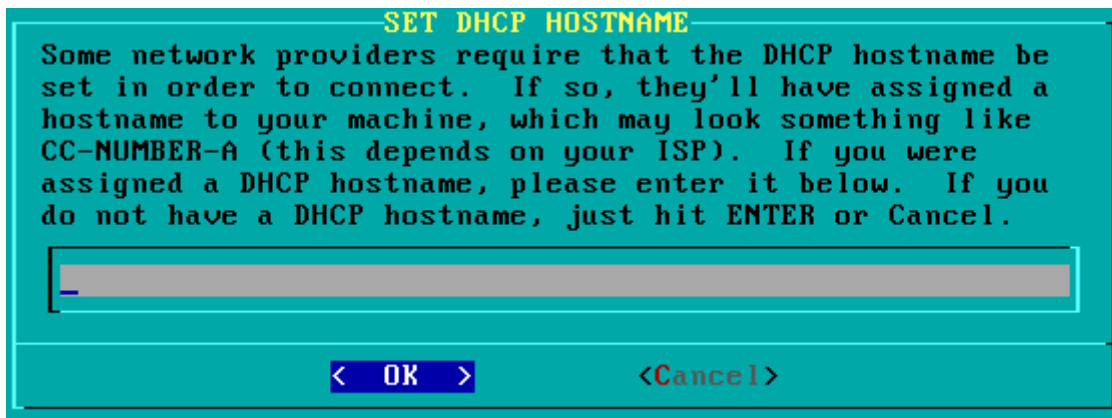 SET DHCP HOSTNAME
Some network providers require that the DHCP hostname be
set in order to connect.  If so, they'll have assigned a
hostname to your machine, which may look something like
CC-NUMBER-A (this depends on your ISP).  If you were
assigned a DHCP hostname, please enter it below.  If you
do not have a DHCP hostname, just hit ENTER or Cancel.
<  OK  > <Cancel>